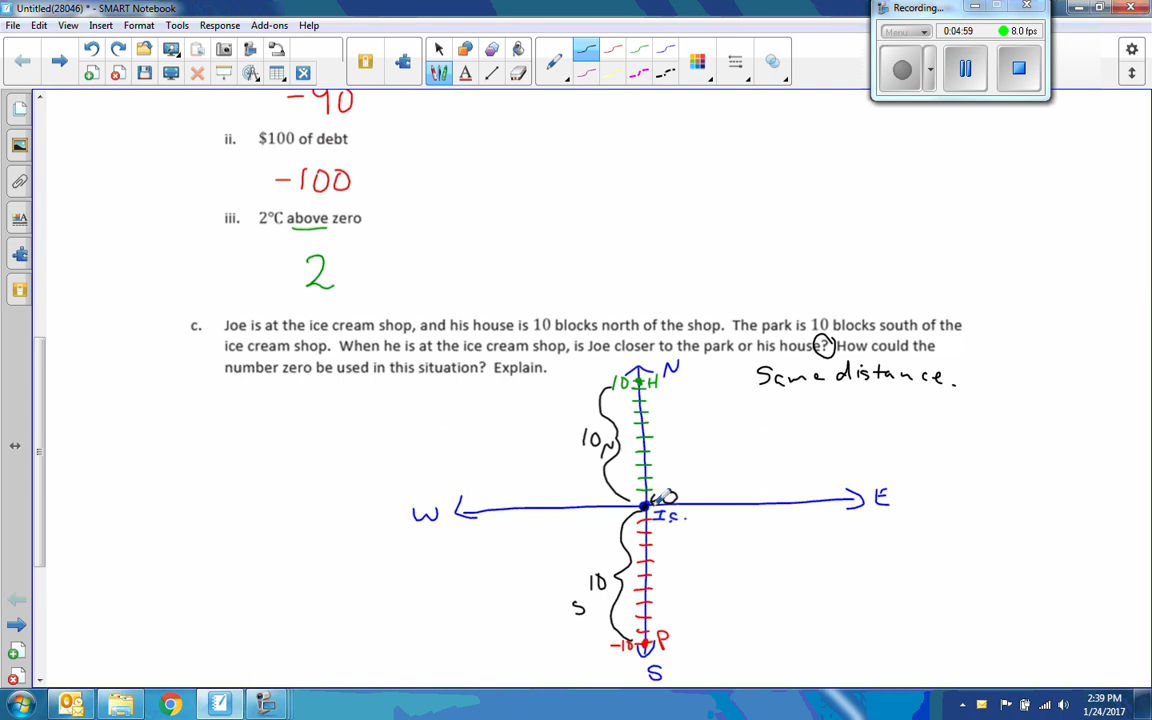 Untitled(28046) * - SMART Notebook
File Edit View Insert Format Tools Response Add-ons Help
Recording...
Menu 0:04:59 8.0 fps
-90
ii. $100 of debt
-100
iii. 2°C above zero
2
c. Joe is at the ice cream shop, and his house is 10 blocks north of the shop. The park is 10 blocks south of the
ice cream shop. When he is at the ice cream shop, is Joe closer to the park or his house? How could the
number zero be used in this situation? Explain.
Same distance.
N
10 H
10 N
0
W E
I.C.
10
S
-10 P
S
2:39 PM
1/24/2017